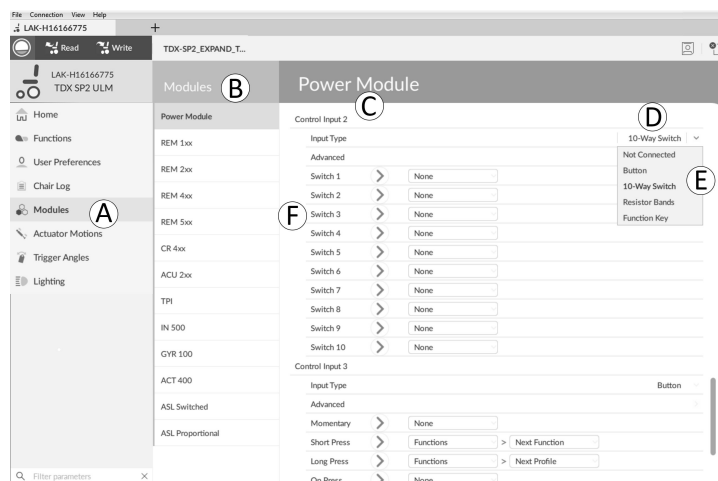 File Connection View Help
LAK-H16166775 +
Read Write TDX-SP2_EXPAND_T...
LAK-H16166775
TDX SP2 ULM
Home
Functions
User Preferences
Chair Log
Modules A
Actuator Motions
Trigger Angles
Lighting
Filter parameters ×
Modules B
Power Module
REM 1xx
REM 2xx
REM 4xx
REM 5xx
CR 4xx
ACU 2xx
TPI
IN 500
GYR 100
ACT 400
ASL Switched
ASL Proportional
Power Module
C
Control Input 2
D
Input Type 10-Way Switch
Advanced
Not Connected
Button
10-Way Switch
Resistor Bands
Function Key
E
F
Switch 1 None
Switch 2 None
Switch 3 None
Switch 4 None
Switch 5 None
Switch 6 None
Switch 7 None
Switch 8 None
Switch 9 None
Switch 10 None
Control Input 3
Input Type Button
Advanced
Momentary None
Short Press Functions > Next Function
Long Press Functions > Next Profile
On Press None